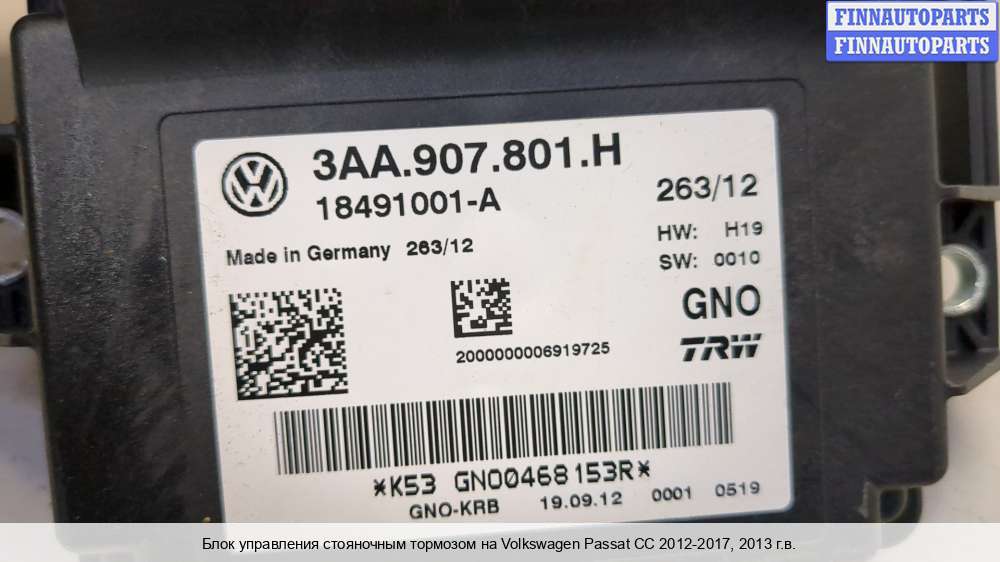 FINNAUTOPARTS
FINNAUTOPARTS
3AA.907.801.H
18491001-A
263/12
Made in Germany 263/12
HW: H19
SW: 0010
GNO
2000000006919725
TRW
*K53 GNO0468153R*
GNO-KRB 19.09.12 0001 0519
Блок управления стояночным тормозом на Volkswagen Passat CC 2012-2017, 2013 г.в.